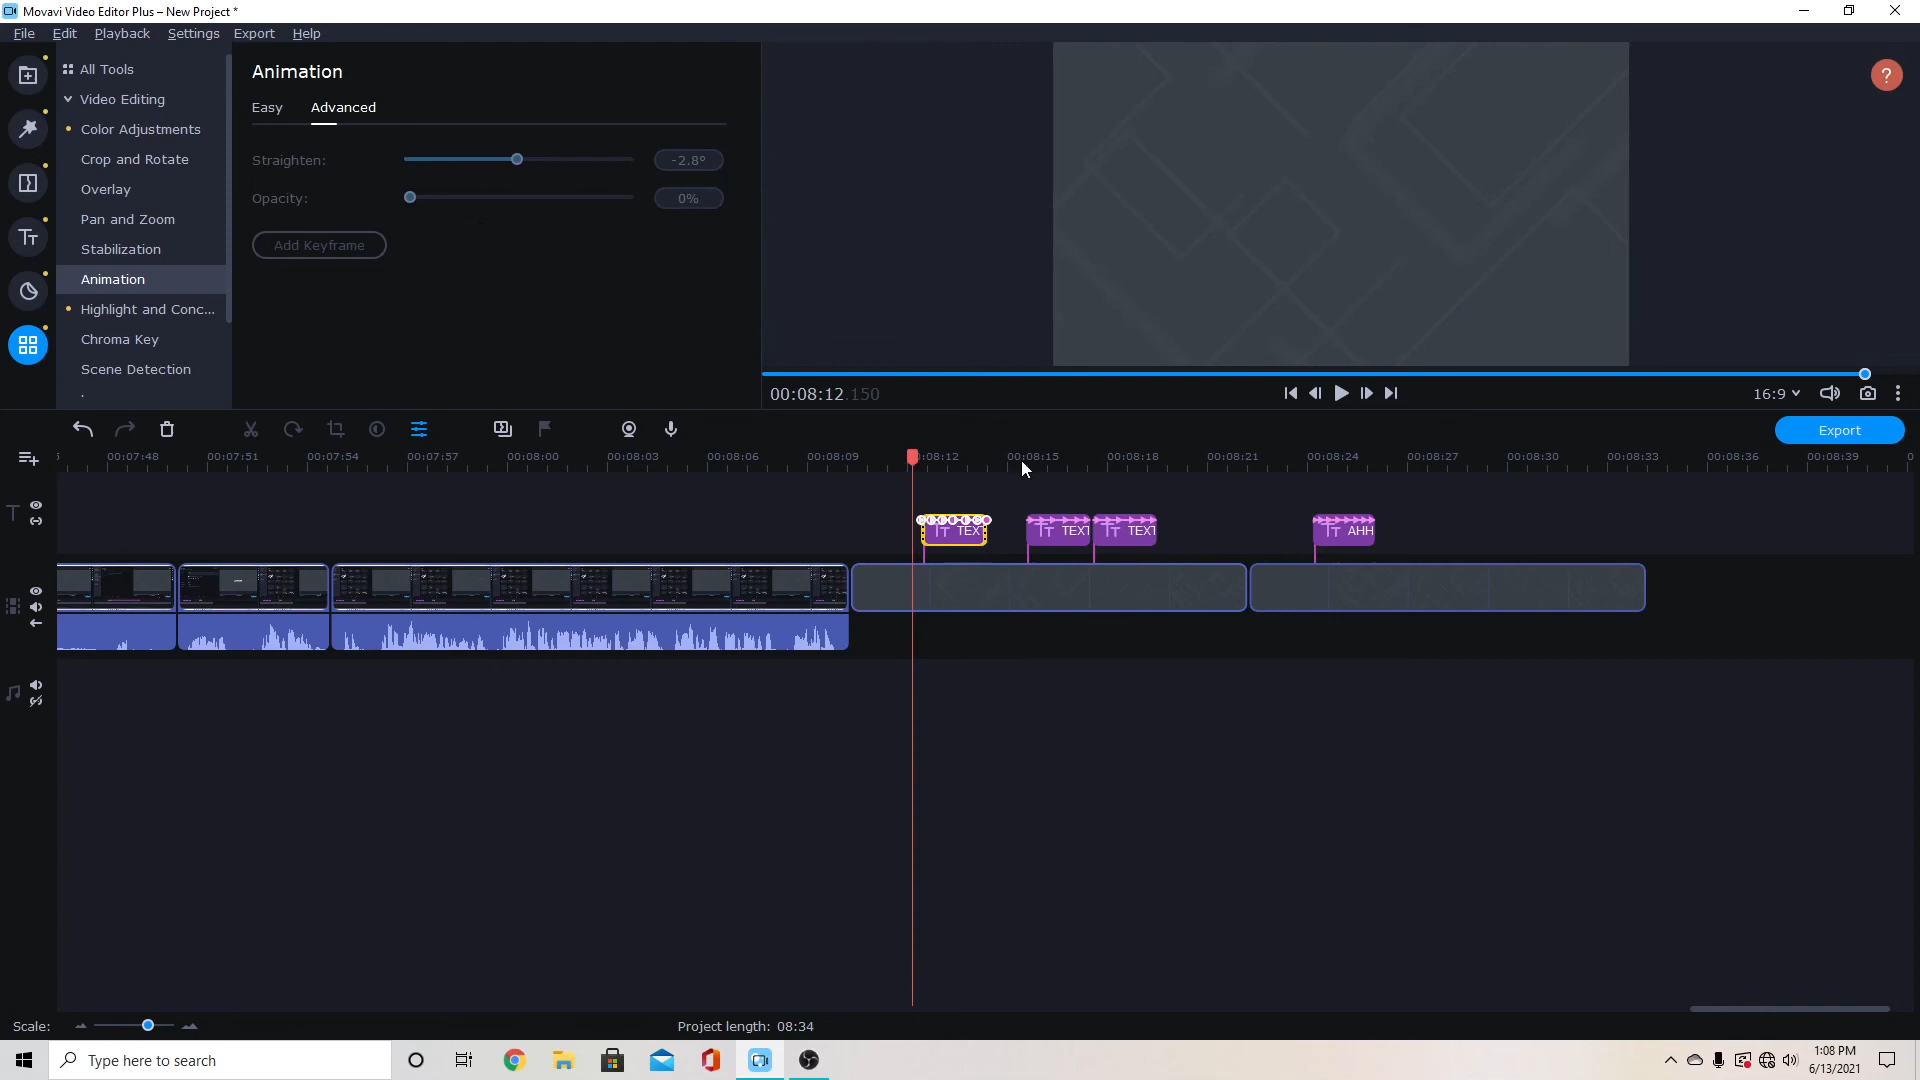 Movavi Video Editor Plus – New Project *
File Edit Playback Settings Export Help
All Tools
Video Editing
Color Adjustments
Crop and Rotate
Overlay
Pan and Zoom
Stabilization
Animation
Highlight and Conc...
Chroma Key
Scene Detection
Animation
Easy Advanced
Straighten: -2.8°
Opacity: 0%
Add Keyframe
?
00:08:12.150
16:9
Export
00:07:48 00:07:51 00:07:54 00:07:57 00:08:00 00:08:03 00:08:06 00:08:09 00:08:12 00:08:15 00:08:18 00:08:21 00:08:24 00:08:27 00:08:30 00:08:33 00:08:36 00:08:39 0
TEX TEXT TEXT AHH
Scale:
Project length: 08:34
Type here to search
1:08 PM
6/13/2021